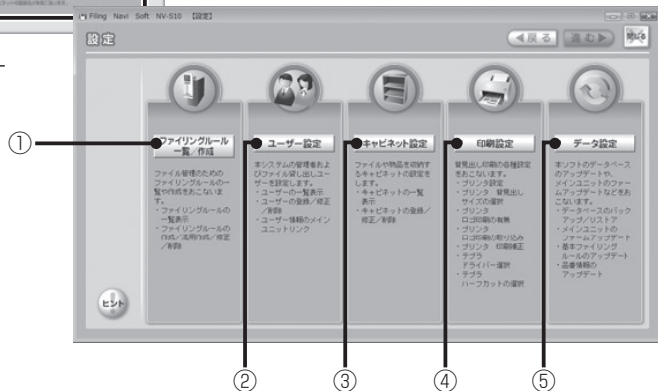 Filing Navi Soft NV-S10 【設定】
設定
戻る
進む
閉じる
①
ファイリングルール
一覧／作成
ファイル管理のための
ファイリングルールの一
覧や作成をおこないま
す。
・ファイリングルールの
一覧表示
・ファイリングルールの
作成／流用作成／修正
／削除
ユーザー設定
本システムの管理者およ
びファイル貸し出しユー
ザーを設定します。
・ユーザーの一覧表示
・ユーザーの登録／修正
／削除
・ユーザー情報のメイン
ユニットリンク
キャビネット設定
ファイルや物品を収納す
るキャビネットの設定を
します。
・キャビネットの一覧
表示
・キャビネットの登録／
修正／削除
印刷設定
背見出し印刷の各種設定
をおこないます。
・プリンタ設定
・プリンタ 背見出し
サイズの選択
・プリンタ
ロゴ印刷の有無
・プリンタ
ロゴ印刷の取り込み
・プリンタ 印刷補正
・テプラ
ドライバー選択
・テプラ
ハーフカットの選択
データ設定
本ソフトのデータベース
のアップデートや、
メインユニットのファー
ムアップデートなどをお
こないます。
・データベースのバック
アップ/リストア
・メインユニットの
ファームアップデート
・基本ファイリング
ルールのアップデート
・品番情報の
アップデート
ヒント
②
③
④
⑤